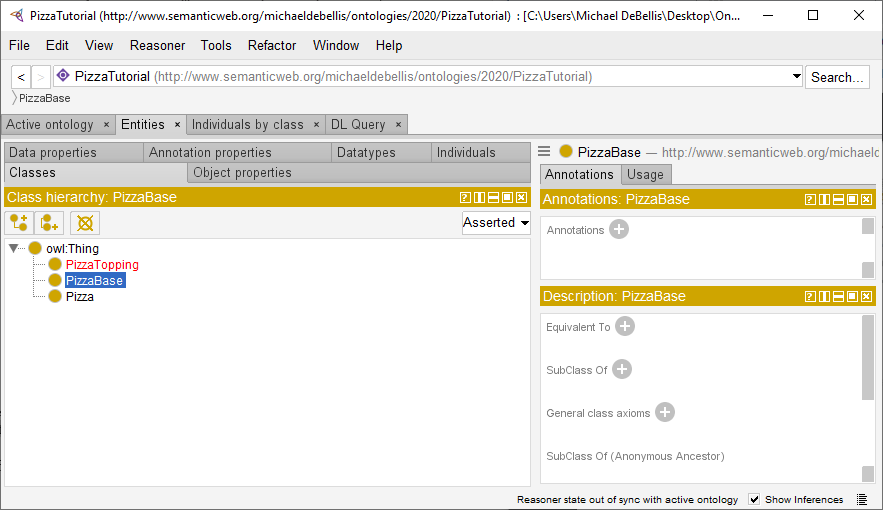 PizzaTutorial (http://www.semanticweb.org/michaeldebellis/ontologies/2020/PizzaTutorial) : [C:\Users\Michael DeBellis\Desktop\On...
File Edit View Reasoner Tools Refactor Window Help
< > PizzaTutorial (http://www.semanticweb.org/michaeldebellis/ontologies/2020/PizzaTutorial) Search...
PizzaBase
Active ontology × Entities × Individuals by class × DL Query ×
Data properties Annotation properties Datatypes Individuals
Classes Object properties
Class hierarchy: PizzaBase
Asserted
owl:Thing
PizzaTopping
PizzaBase
Pizza
PizzaBase — http://www.semanticweb.org/michaeld
Annotations Usage
Annotations: PizzaBase
Annotations
Description: PizzaBase
Equivalent To
SubClass Of
General class axioms
SubClass Of (Anonymous Ancestor)
Reasoner state out of sync with active ontology Show Inferences